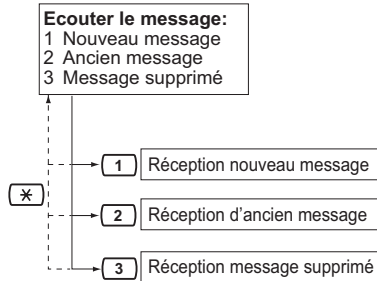 Ecouter le message:
1 Nouveau message
2 Ancien message
3 Message supprimé
1 Réception nouveau message
2 Réception d'ancien message
3 Réception message supprimé